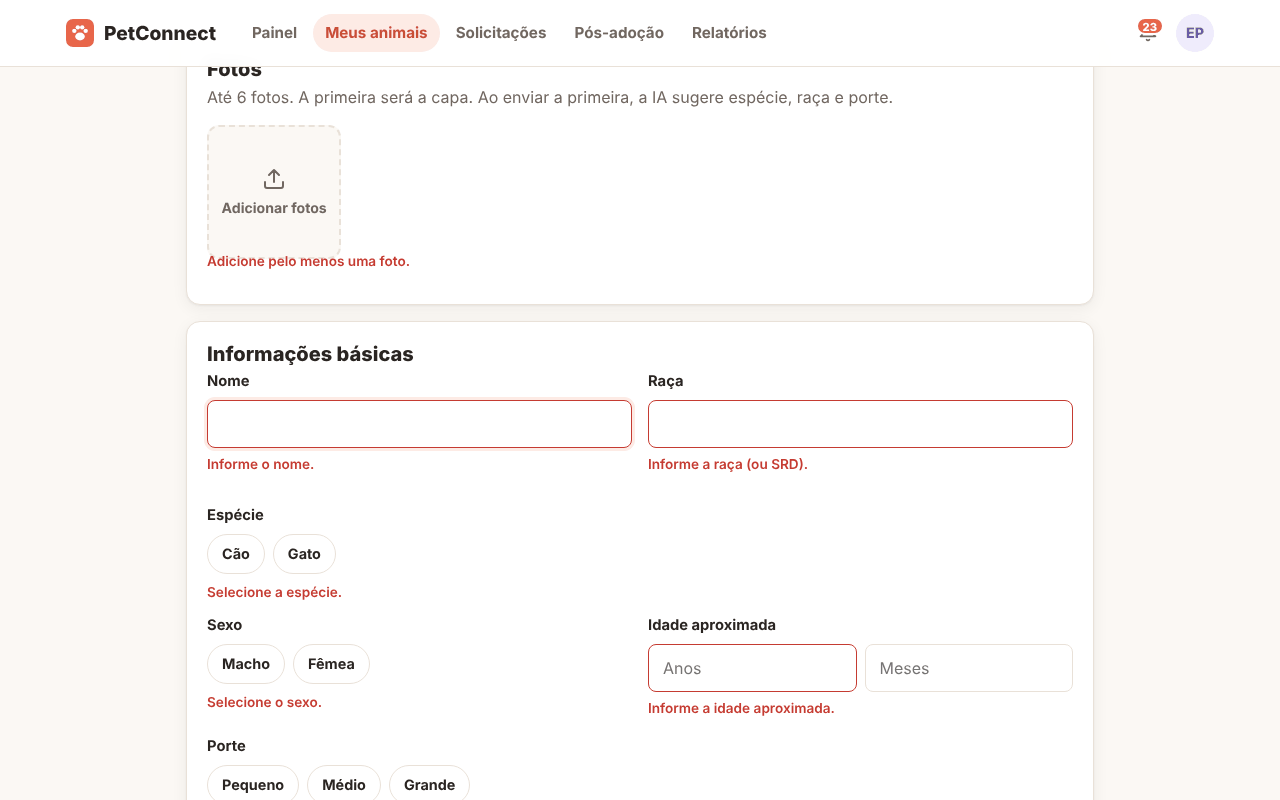 PetConnect
Painel
Meus animais
Solicitações
Pós-adoção
Relatórios
23
EP
Fotos
Até 6 fotos. A primeira será a capa. Ao enviar a primeira, a IA sugere espécie, raça e porte.
Adicionar fotos
Adicione pelo menos uma foto.
Informações básicas
Nome
Raça
Informe o nome.
Informe a raça (ou SRD).
Espécie
Cão
Gato
Selecione a espécie.
Sexo
Idade aproximada
Macho
Fêmea
Anos
Meses
Selecione o sexo.
Informe a idade aproximada.
Porte
Pequeno
Médio
Grande